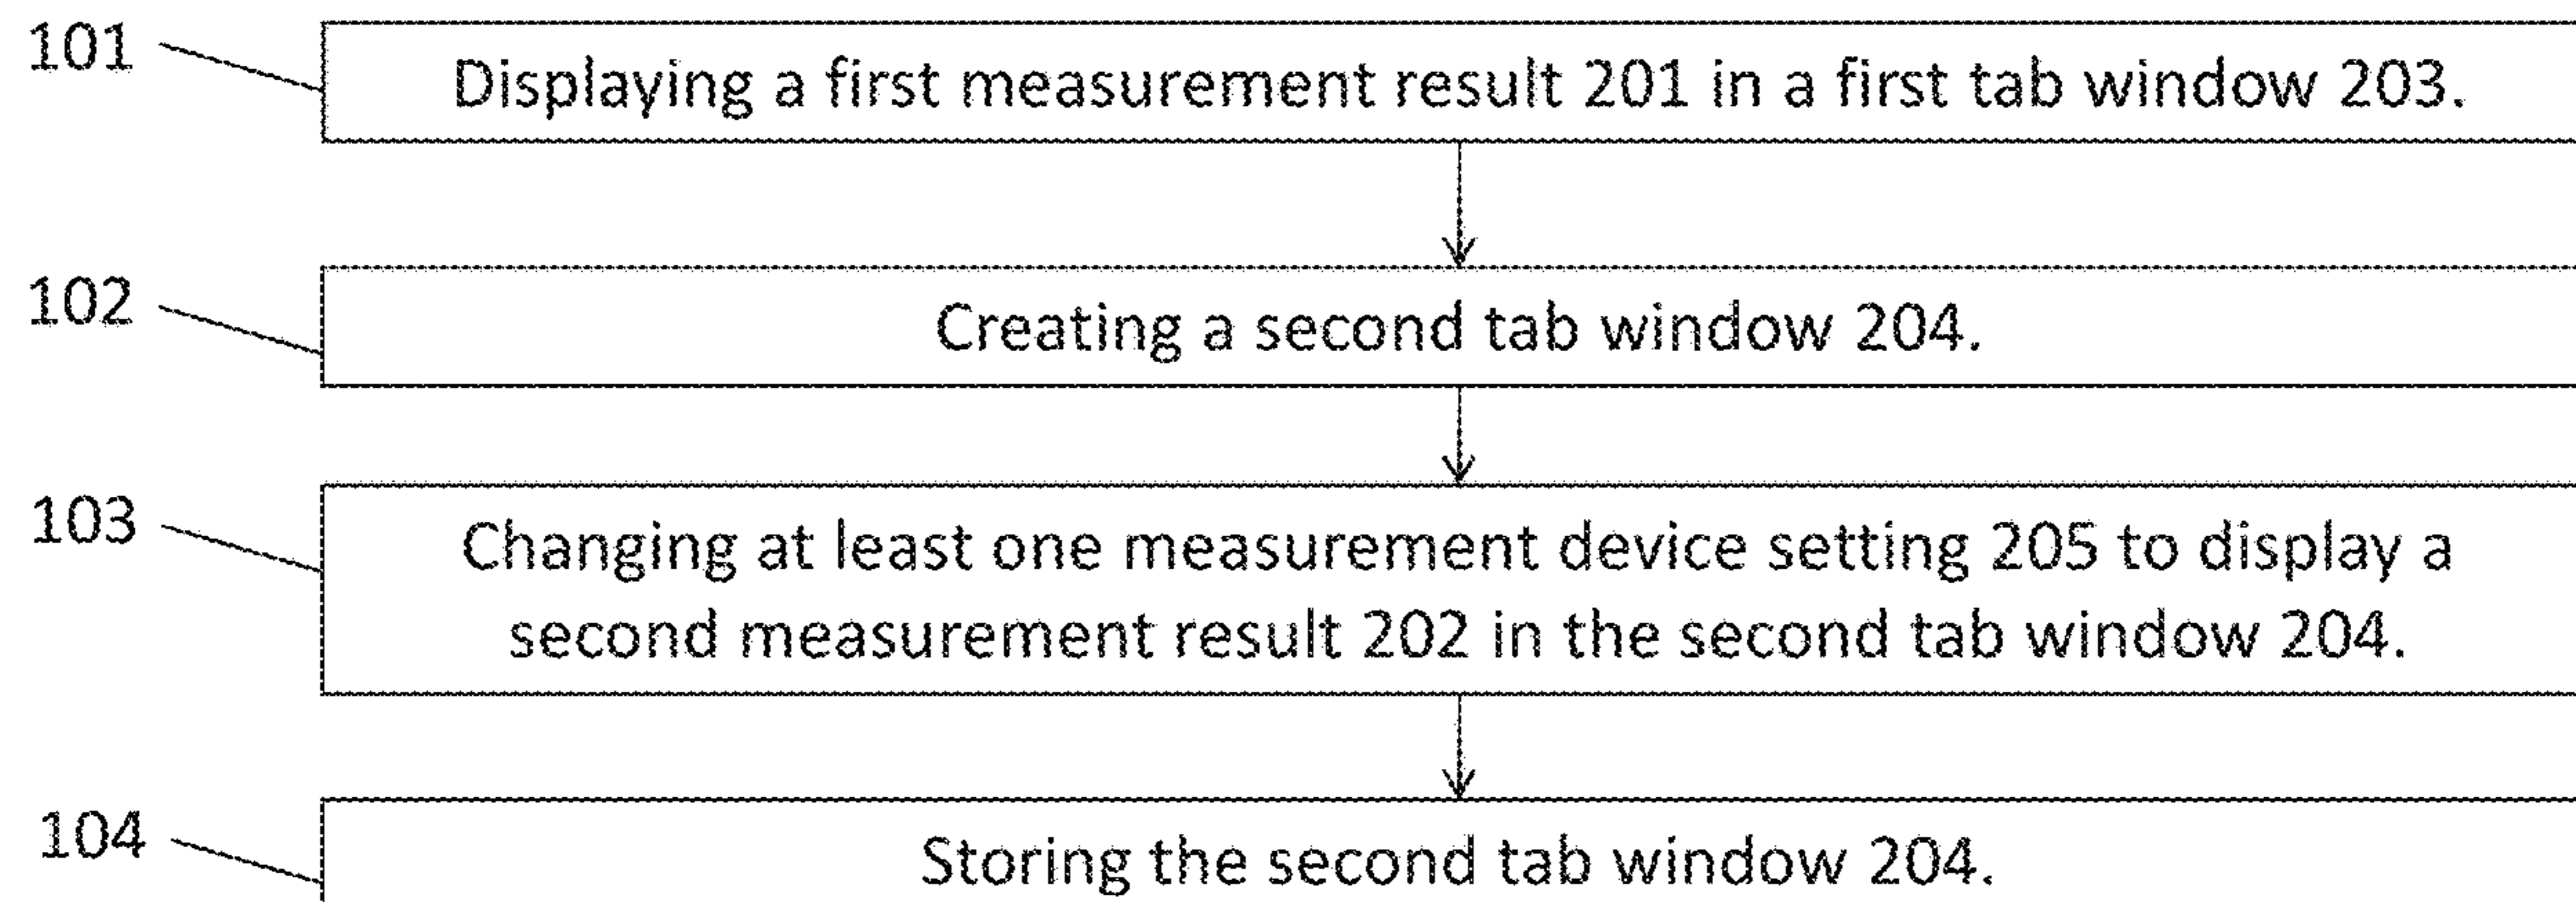 101
Displaying a first measurement result 201 in a first tab window 203.
102
Creating a second tab window 204.
103
Changing at least one measurement device setting 205 to display a
second measurement result 202 in the second tab window 204.
104
Storing the second tab window 204.